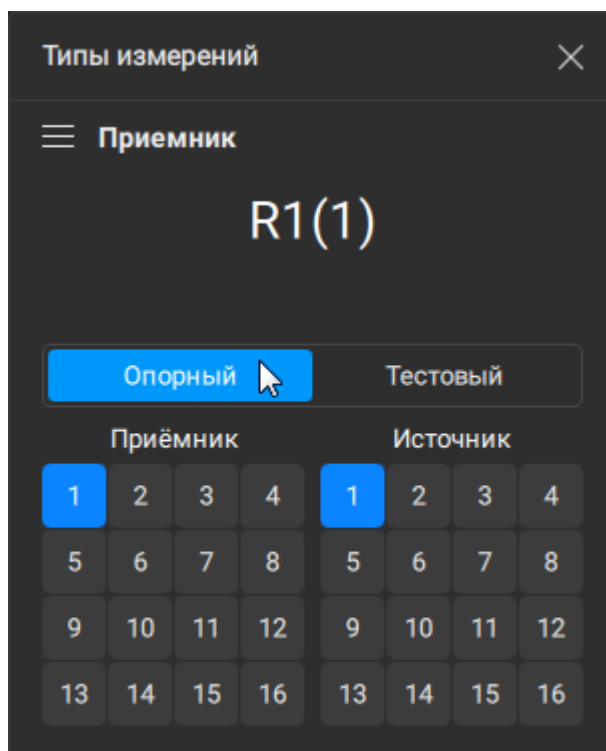 Типы измерений
Приемник
R1(1)
Опорный Тестовый
Приёмник Источник
1 2 3 4 1 2 3 4
5 6 7 8 5 6 7 8
9 10 11 12 9 10 11 12
13 14 15 16 13 14 15 16